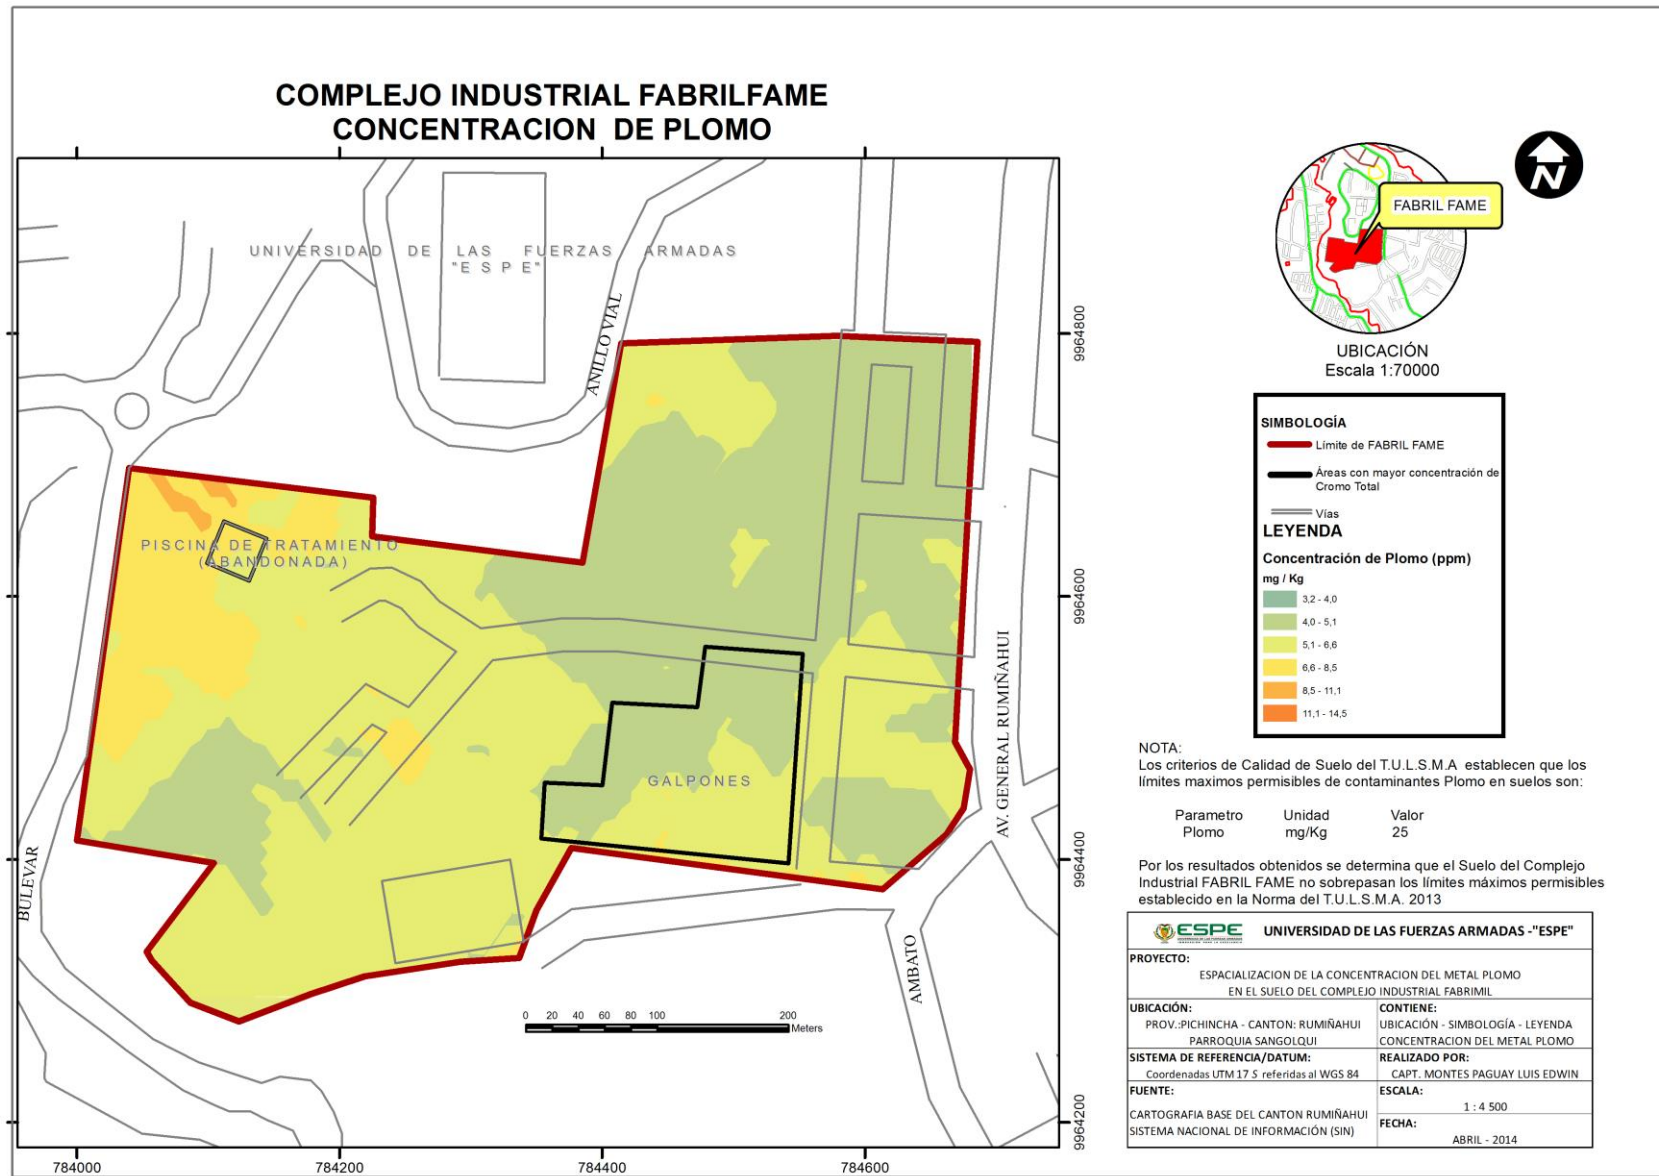 COMPLEJO INDUSTRIAL FABRILFAME
CONCENTRACION DE PLOMO
UNIVERSIDAD DE LAS FUERZAS ARMADAS
"E S P E"
ANILLO VIAL
PISCINA DE TRATAMIENTO
(ABANDONADA)
GALPONES
BULEVAR
AV. GENERAL RUMIÑAHUI
AMBATO
0 20 40 60 80 100 200
Meters
784000 784200 784400 784600
9964800
9964600
9964400
9964200
N
FABRIL FAME
UBICACIÓN
Escala 1:70000
SIMBOLOGÍA
Límite de FABRIL FAME
Áreas con mayor concentración de
Cromo Total
Vías
LEYENDA
Concentración de Plomo (ppm)
mg / Kg
3,2 - 4,0
4,0 - 5,1
5,1 - 6,6
6,6 - 8,5
8,5 - 11,1
11,1 - 14,5
NOTA:
Los criterios de Calidad de Suelo del T.U.L.S.M.A establecen que los
límites maximos permisibles de contaminantes Plomo en suelos son:
Parametro Unidad Valor
Plomo mg/Kg 25
Por los resultados obtenidos se determina que el Suelo del Complejo
Industrial FABRIL FAME no sobrepasan los límites máximos permisibles
establecido en la Norma del T.U.L.S.M.A. 2013
ESPE UNIVERSIDAD DE LAS FUERZAS ARMADAS -"ESPE"
PROYECTO:
ESPACIALIZACION DE LA CONCENTRACION DEL METAL PLOMO
EN EL SUELO DEL COMPLEJO INDUSTRIAL FABRIMIL
UBICACIÓN:
PROV.:PICHINCHA - CANTON: RUMIÑAHUI
PARROQUIA SANGOLQUI
CONTIENE:
UBICACIÓN - SIMBOLOGÍA - LEYENDA
CONCENTRACION DEL METAL PLOMO
SISTEMA DE REFERENCIA/DATUM:
Coordenadas UTM 17 S referidas al WGS 84
REALIZADO POR:
CAPT. MONTES PAGUAY LUIS EDWIN
FUENTE:
CARTOGRAFIA BASE DEL CANTON RUMIÑAHUI
SISTEMA NACIONAL DE INFORMACIÓN (SIN)
ESCALA:
1 : 4 500
FECHA:
ABRIL - 2014